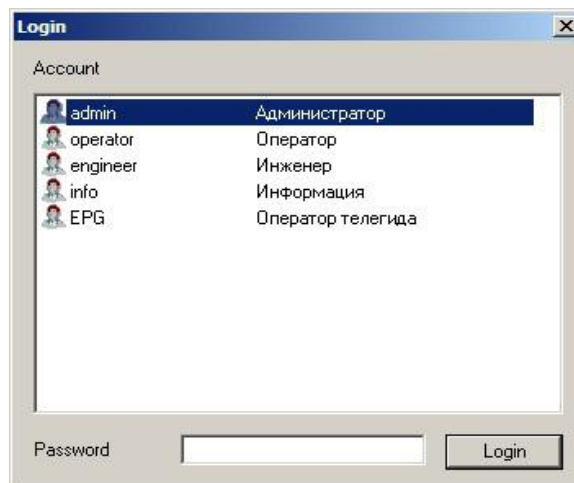 Login
Account
admin Администратор
operator Оператор
engineer Инженер
info Информация
EPG Оператор телегида
Password Login